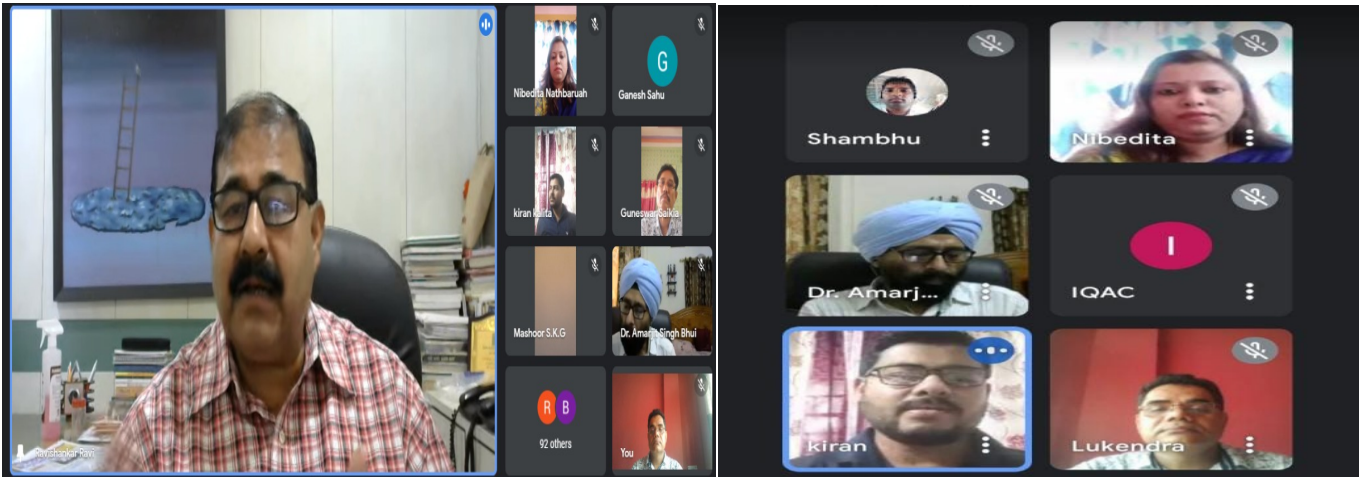 Nibedita Nathbaruah
G
Ganesh Sahu
kiran kalita
Guneswar Saikia
Mashoor S.K.G
Dr. Amarjit Singh Bhui
R B
92 others
You
Ravishankar Ravi
Shambhu
Nibedita
Dr. Amarj...
I
IQAC
kiran
Lukendra